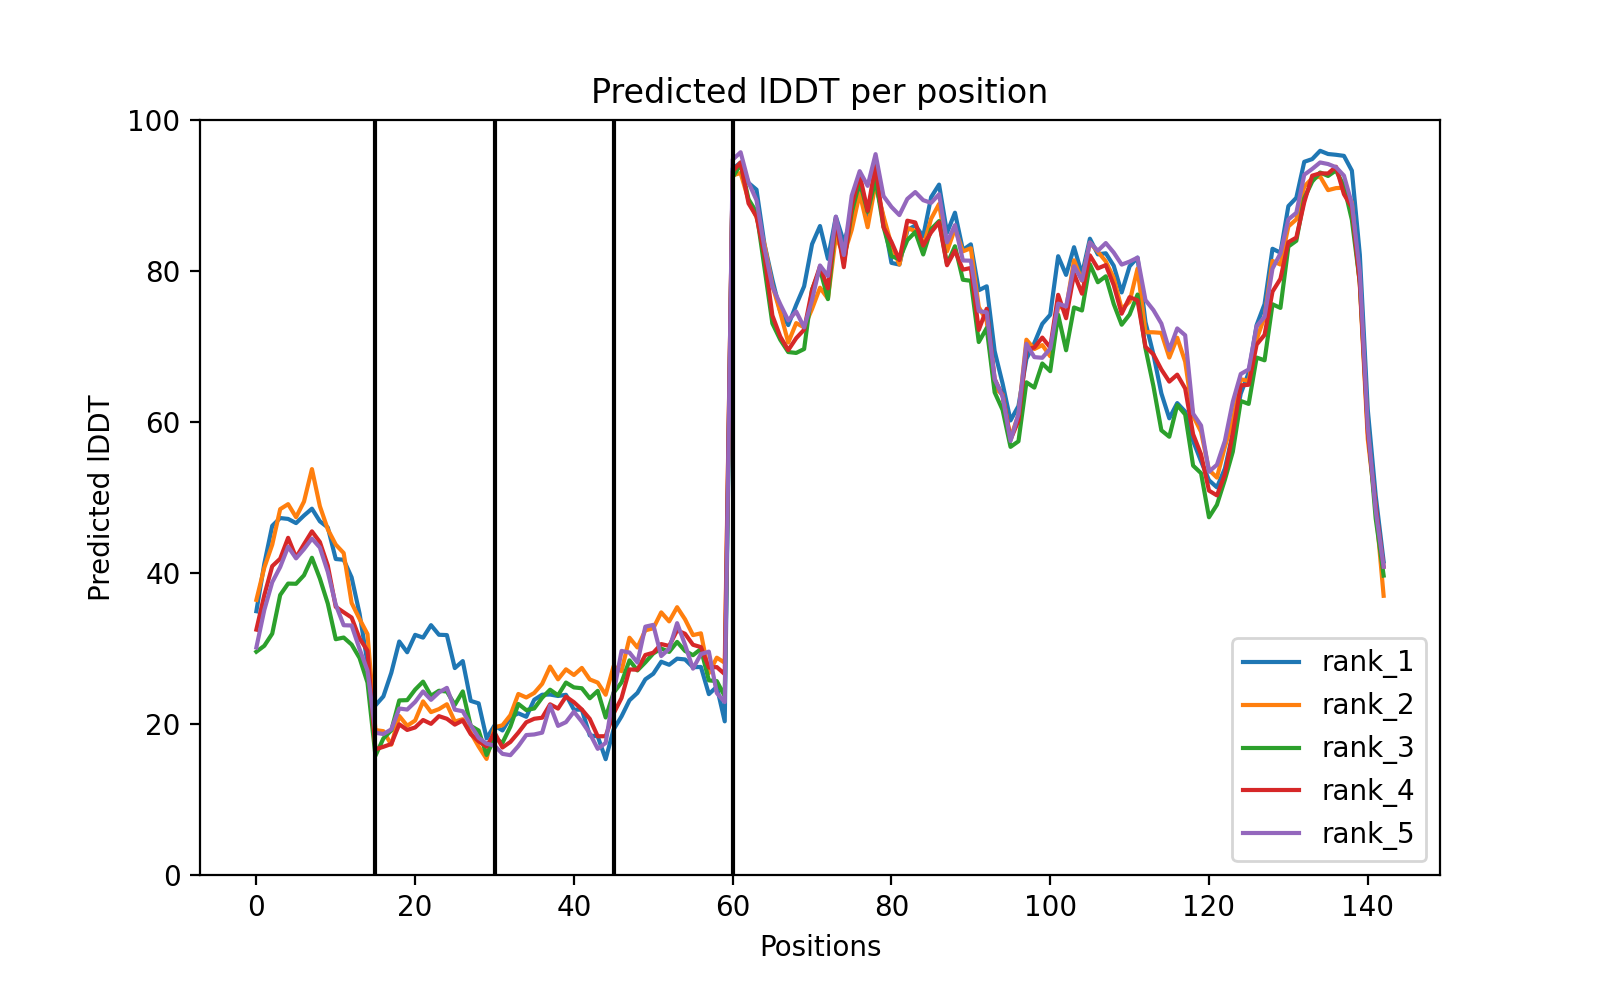 Predicted lDDT per position
100
80
60
40
20
0
Predicted lDDT
0 20 40 60 80 100 120 140
Positions
rank_1
rank_2
rank_3
rank_4
rank_5